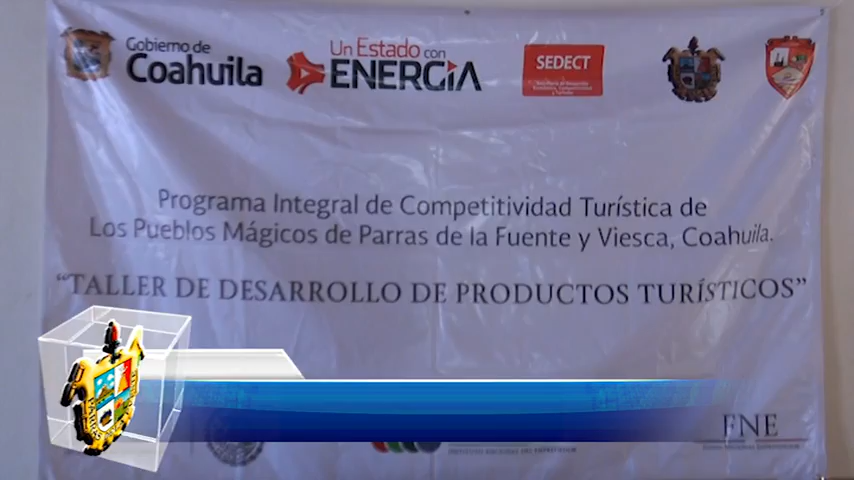 Gobierno de
Coahuila
Un Estado con
ENERGÍA
SEDECT
Programa Integral de Competitividad Turística de
Los Pueblos Mágicos de Parras de la Fuente y Viesca, Coahuila.
“TALLER DE DESARROLLO DE PRODUCTOS TURÍSTICOS”
FNE